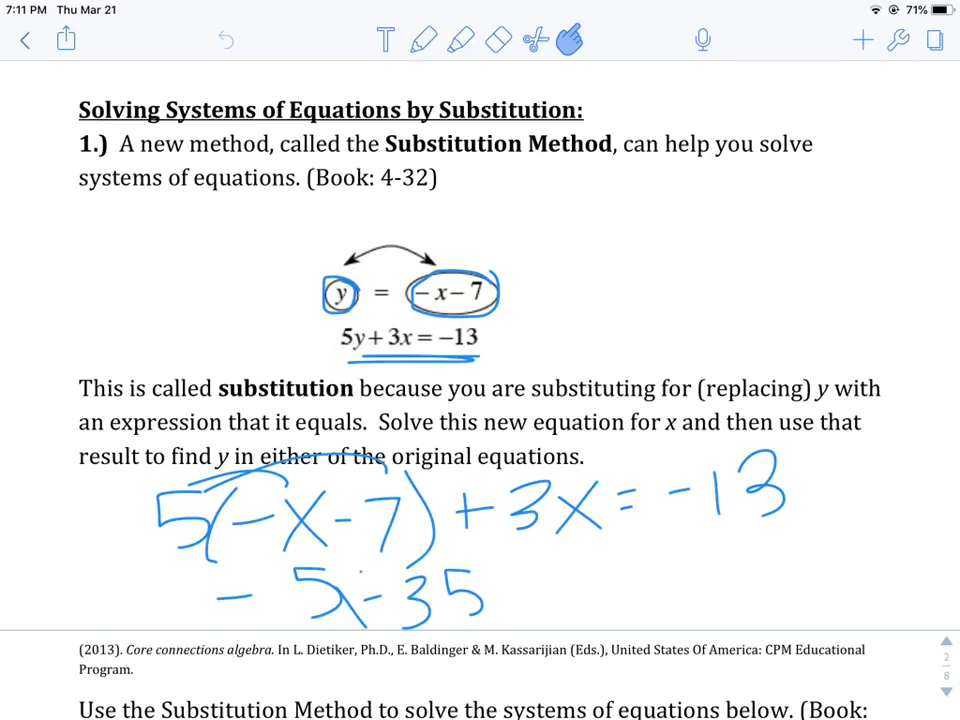 7:11 PM Thu Mar 21 71%
T
Solving Systems of Equations by Substitution:
1.) A new method, called the Substitution Method, can help you solve
systems of equations. (Book: 4-32)
y = − x − 7
5y + 3x = −13
This is called substitution because you are substituting for (replacing) y with
an expression that it equals. Solve this new equation for x and then use that
result to find y in either of the original equations.
5(−x−7)+3x=−13
−5x−35
(2013). Core connections algebra. In L. Dietiker, Ph.D., E. Baldinger & M. Kassarijian (Eds.), United States Of America: CPM Educational
Program.
2
8
Use the Substitution Method to solve the systems of equations below. (Book: